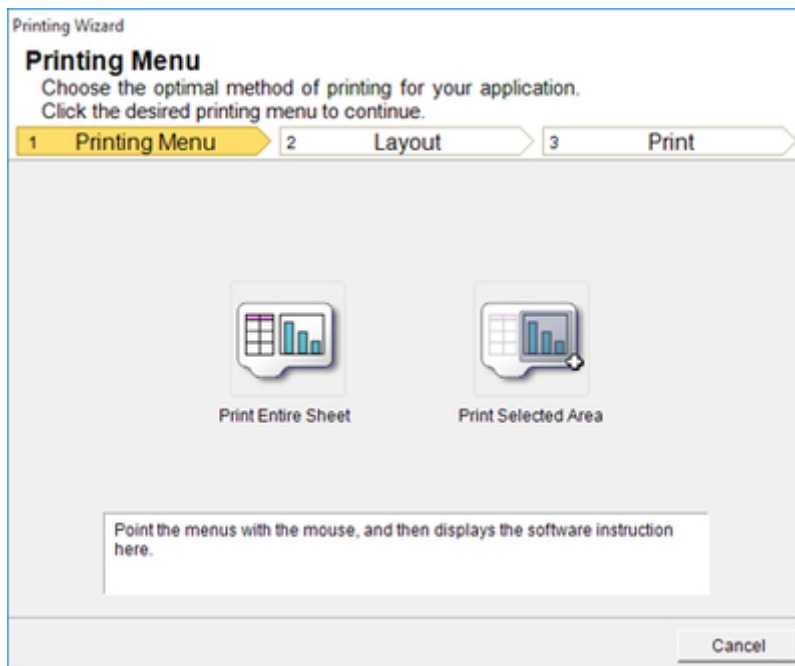 Printing Wizard
Printing Menu
Choose the optimal method of printing for your application.
Click the desired printing menu to continue.
1 Printing Menu 2 Layout 3 Print
Print Entire Sheet Print Selected Area
Point the menus with the mouse, and then displays the software instruction
here.
Cancel